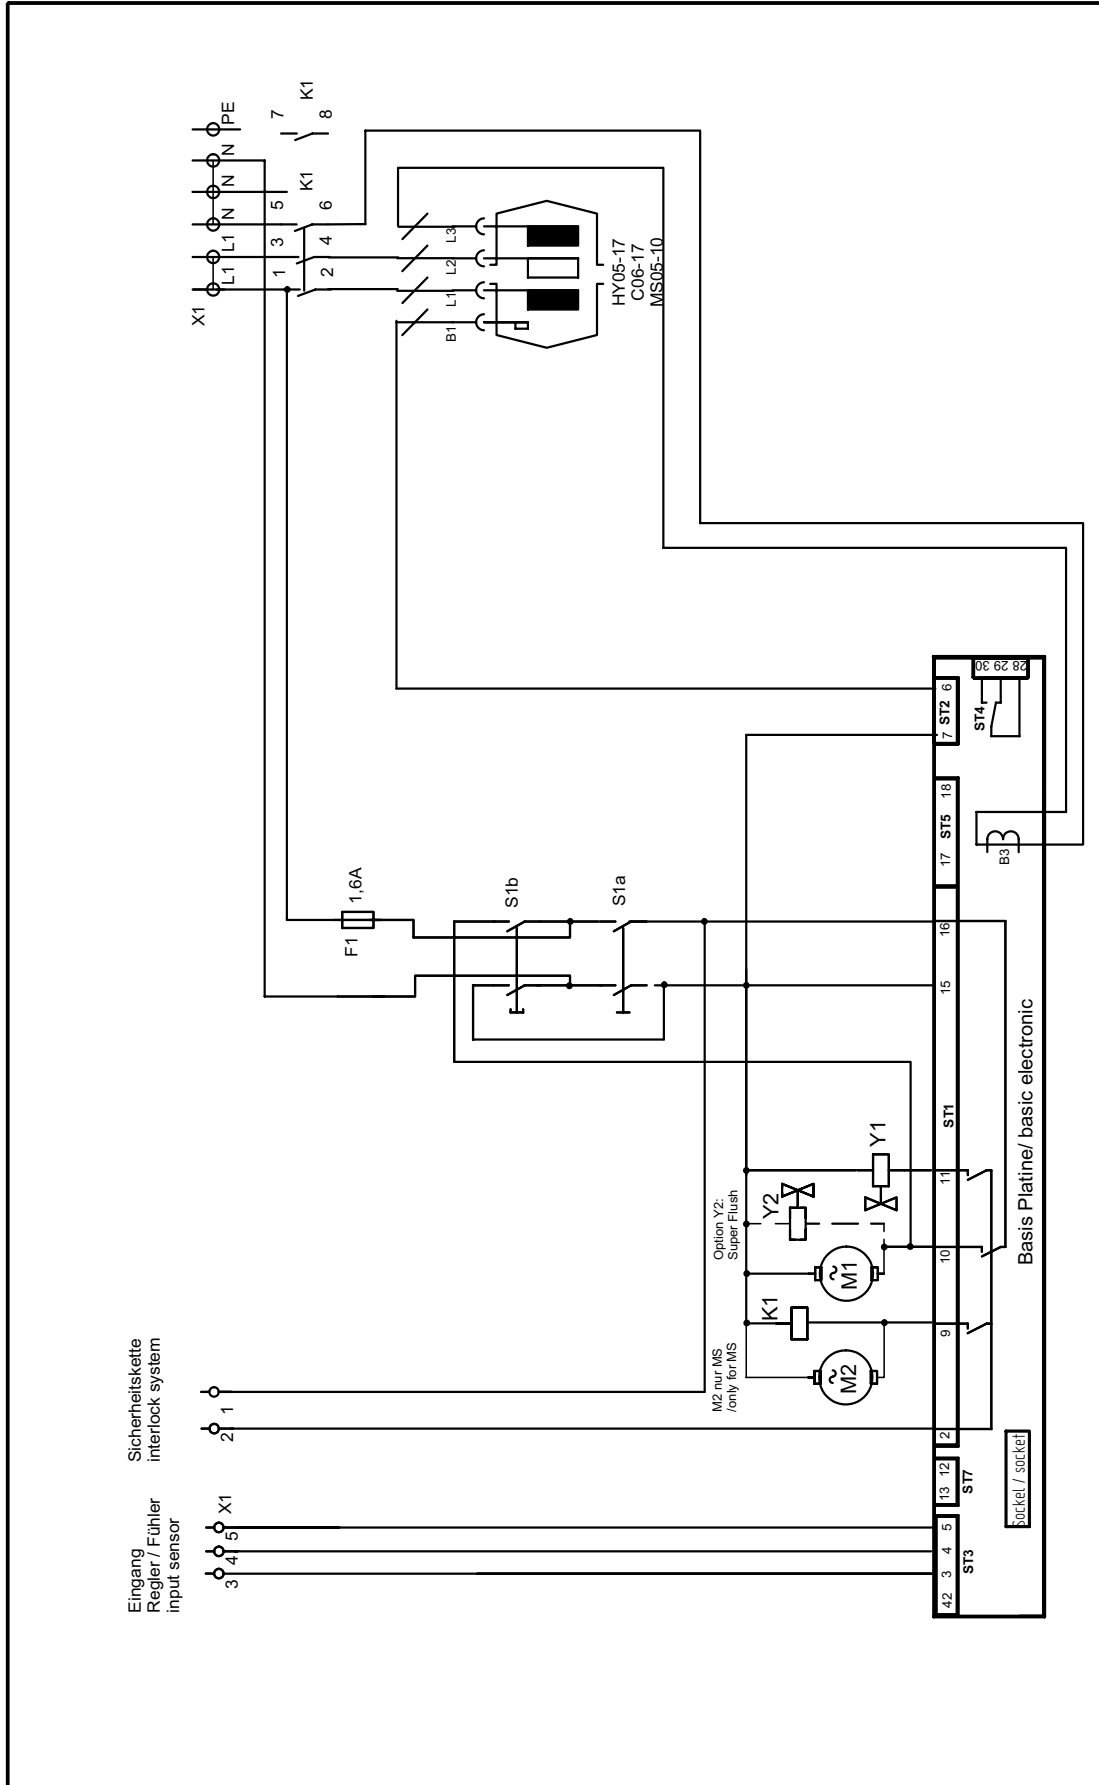 Eingang
Regler / Fühler
input sensor
X1
5
4
3
Sicherheitskette
interlock system
1
2
X1
L1
L1
N
N
N
PE
1
3
5
2
4
6
K1
7
8
K1
F1
1,6A
S1b
S1a
B1
L1
L2
L3
HY05-17
C06-17
MS05-10
M2 nur MS
/only for MS
Option Y2:
Super Flush
~
M2
K1
~
M1
Y2
Y1
42 3 4 5
ST3
13 12
ST7
2 9 10 11 15 16
ST1
17 18
ST5
7 6
ST2
ST4
28 29 30
B3
Sockel / socket
Basis Platine/ basic electronic